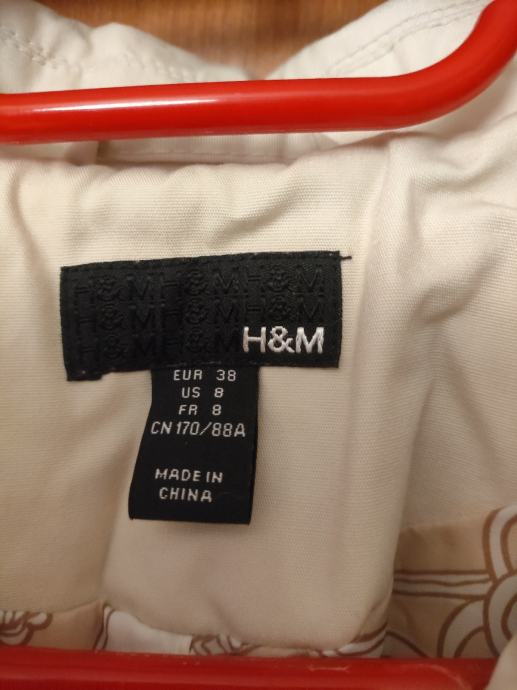 H&M H&M H&M
H&M H&M H&M
H&M H&M H&M
EUR 38
US 8
FR 8
CN 170/88A
MADE IN
CHINA